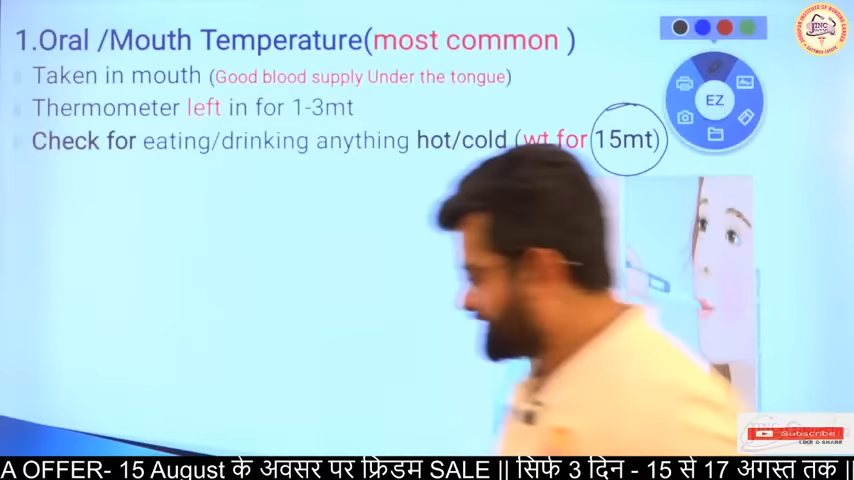 1.Oral /Mouth Temperature(most common )
Taken in mouth (Good blood supply Under the tongue)
Thermometer left in for 1-3mt
Check for eating/drinking anything hot/cold (wt for 15mt)
EZ
Subscribe
LIKE & SHARE
A OFFER- 15 August के अवसर पर फ्रिडम SALE || सिर्फ 3 दिन - 15 से 17 अगस्त तक ||